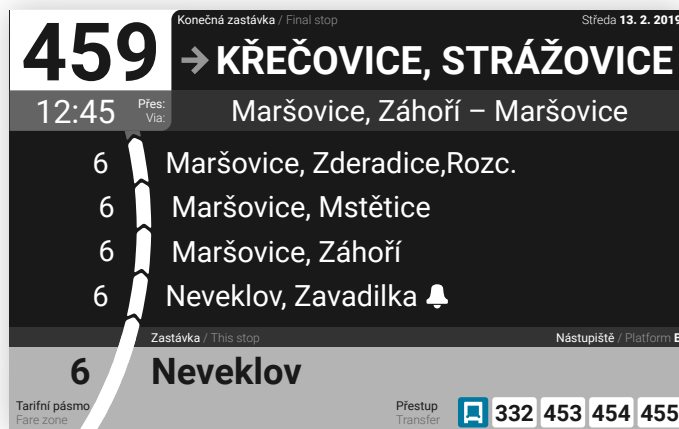 459
Konečná zastávka / Final stop
Středa 13. 2. 2019
KŘEČOVICE, STRÁŽOVICE
12:45
Přes:
Via:
Maršovice, Záhoří – Maršovice
6 Maršovice, Zderadice,Rozc.
6 Maršovice, Mstětice
6 Maršovice, Záhoří
6 Neveklov, Zavadilka
Zastávka / This stop
Nástupiště / Platform
6 Neveklov
Tarifní pásmo
Fare zone
Přestup
Transfer
332 453 454 455